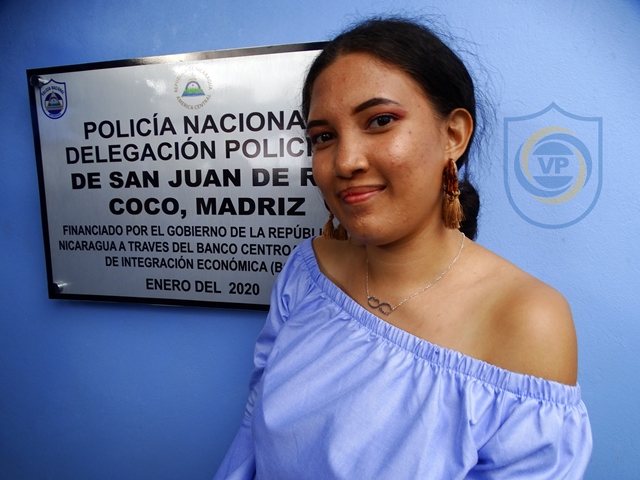 POLICÍA NACIONA
DELEGACIÓN POLIC
DE SAN JUAN DE R
COCO, MADRIZ
FINANCIADO POR EL GOBIERNO DE LA REPÚBLI
NICARAGUA A TRAVES DEL BANCO CENTRO
DE INTEGRACIÓN ECONÓMICA (B
ENERO DEL 2020
VP